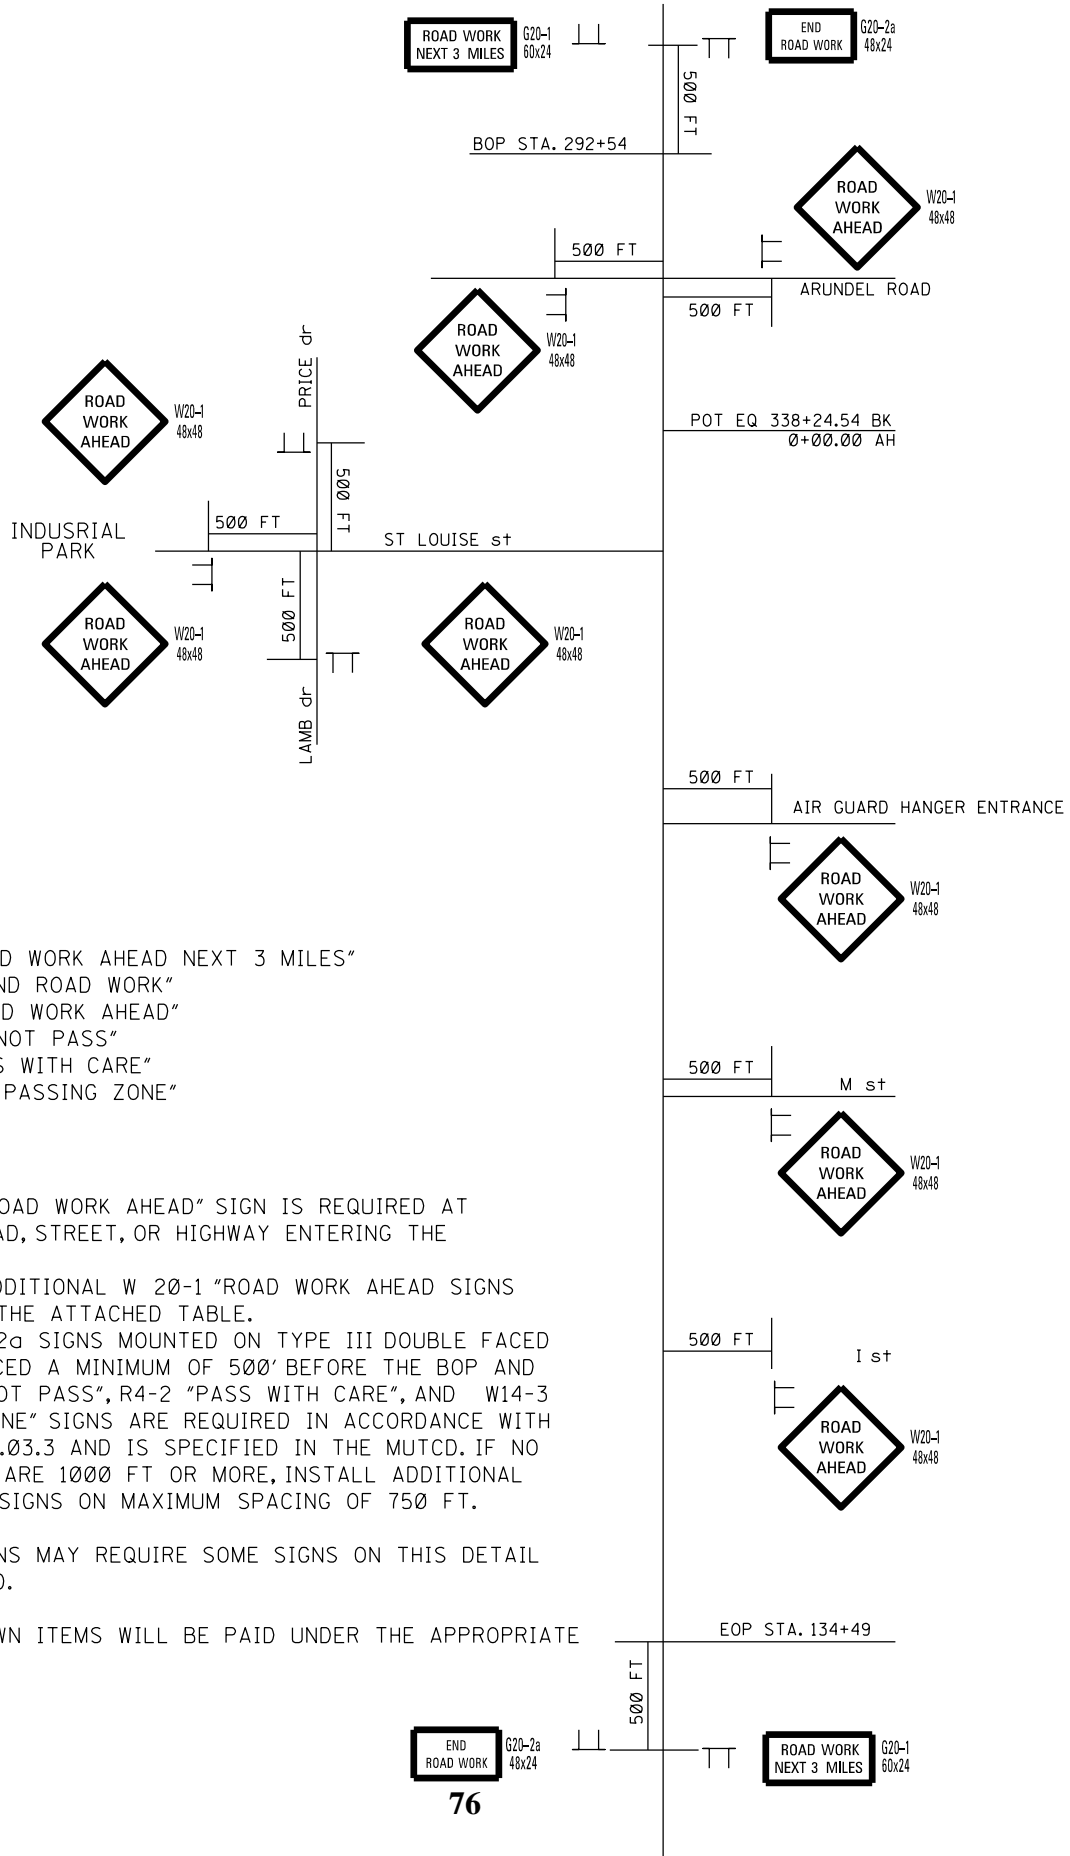 ROAD WORK
NEXT 3 MILES
G20-1
60x24
END
ROAD WORK
G20-2a
48x24
500 FT
BOP STA. 292+54
ROAD
WORK
AHEAD
W20-1
48x48
500 FT
ARUNDEL ROAD
500 FT
ROAD
WORK
AHEAD
W20-1
48x48
PRICE dr
ROAD
WORK
AHEAD
W20-1
48x48
POT EQ 338+24.54 BK
0+00.00 AH
500 FT
500 FT
INDUSRIAL
PARK
ST LOUISE st
500 FT
ROAD
WORK
AHEAD
W20-1
48x48
ROAD
WORK
AHEAD
W20-1
48x48
LAMB dr
500 FT
AIR GUARD HANGER ENTRANCE
ROAD
WORK
AHEAD
W20-1
48x48
D WORK AHEAD NEXT 3 MILES"
ND ROAD WORK"
D WORK AHEAD"
NOT PASS"
S WITH CARE"
PASSING ZONE"
500 FT
M st
ROAD
WORK
AHEAD
W20-1
48x48
OAD WORK AHEAD" SIGN IS REQUIRED AT
AD, STREET, OR HIGHWAY ENTERING THE
DDITIONAL W 20-1 "ROAD WORK AHEAD SIGNS
THE ATTACHED TABLE.
2a SIGNS MOUNTED ON TYPE III DOUBLE FACED
CED A MINIMUM OF 500' BEFORE THE BOP AND
OT PASS", R4-2 "PASS WITH CARE", AND W14-3
NE" SIGNS ARE REQUIRED IN ACCORDANCE WITH
.03.3 AND IS SPECIFIED IN THE MUTCD. IF NO
ARE 1000 FT OR MORE, INSTALL ADDITIONAL
SIGNS ON MAXIMUM SPACING OF 750 FT.
NS MAY REQUIRE SOME SIGNS ON THIS DETAIL
D.
WN ITEMS WILL BE PAID UNDER THE APPROPRIATE
500 FT
I st
ROAD
WORK
AHEAD
W20-1
48x48
EOP STA. 134+49
500 FT
END
ROAD WORK
G20-2a
48x24
ROAD WORK
NEXT 3 MILES
G20-1
60x24
76